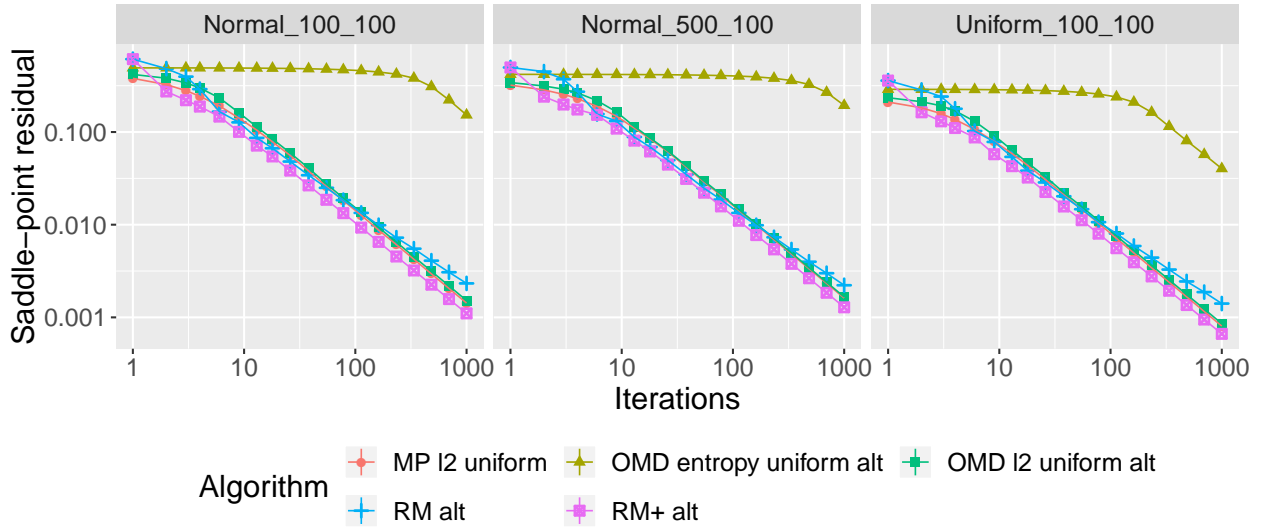 Normal_100_100 Normal_500_100 Uniform_100_100
Saddle−point residual
0.100
0.010
0.001
1 10 100 1000 1 10 100 1000 1 10 100 1000
Iterations
Algorithm
MP l2 uniform OMD entropy uniform alt OMD l2 uniform alt
RM alt RM+ alt